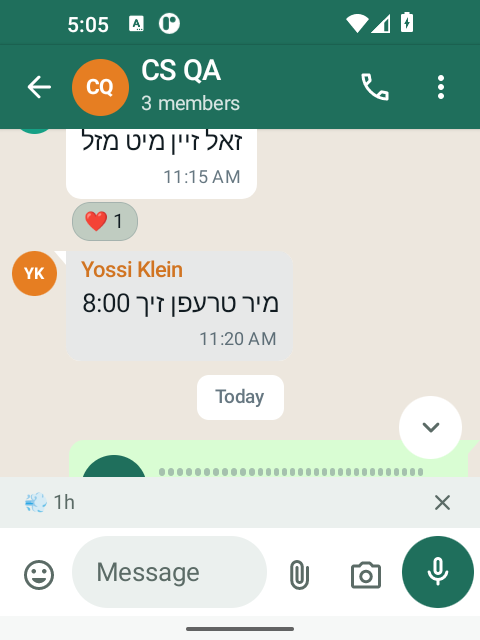 5:05
CQ
CS QA
3 members
זאל זיין מיט מזל
11:15 AM
❤️ 1
YK
Yossi Klein
מיר טרעפן זיך 8:00
11:20 AM
Today
💨 1h
Message